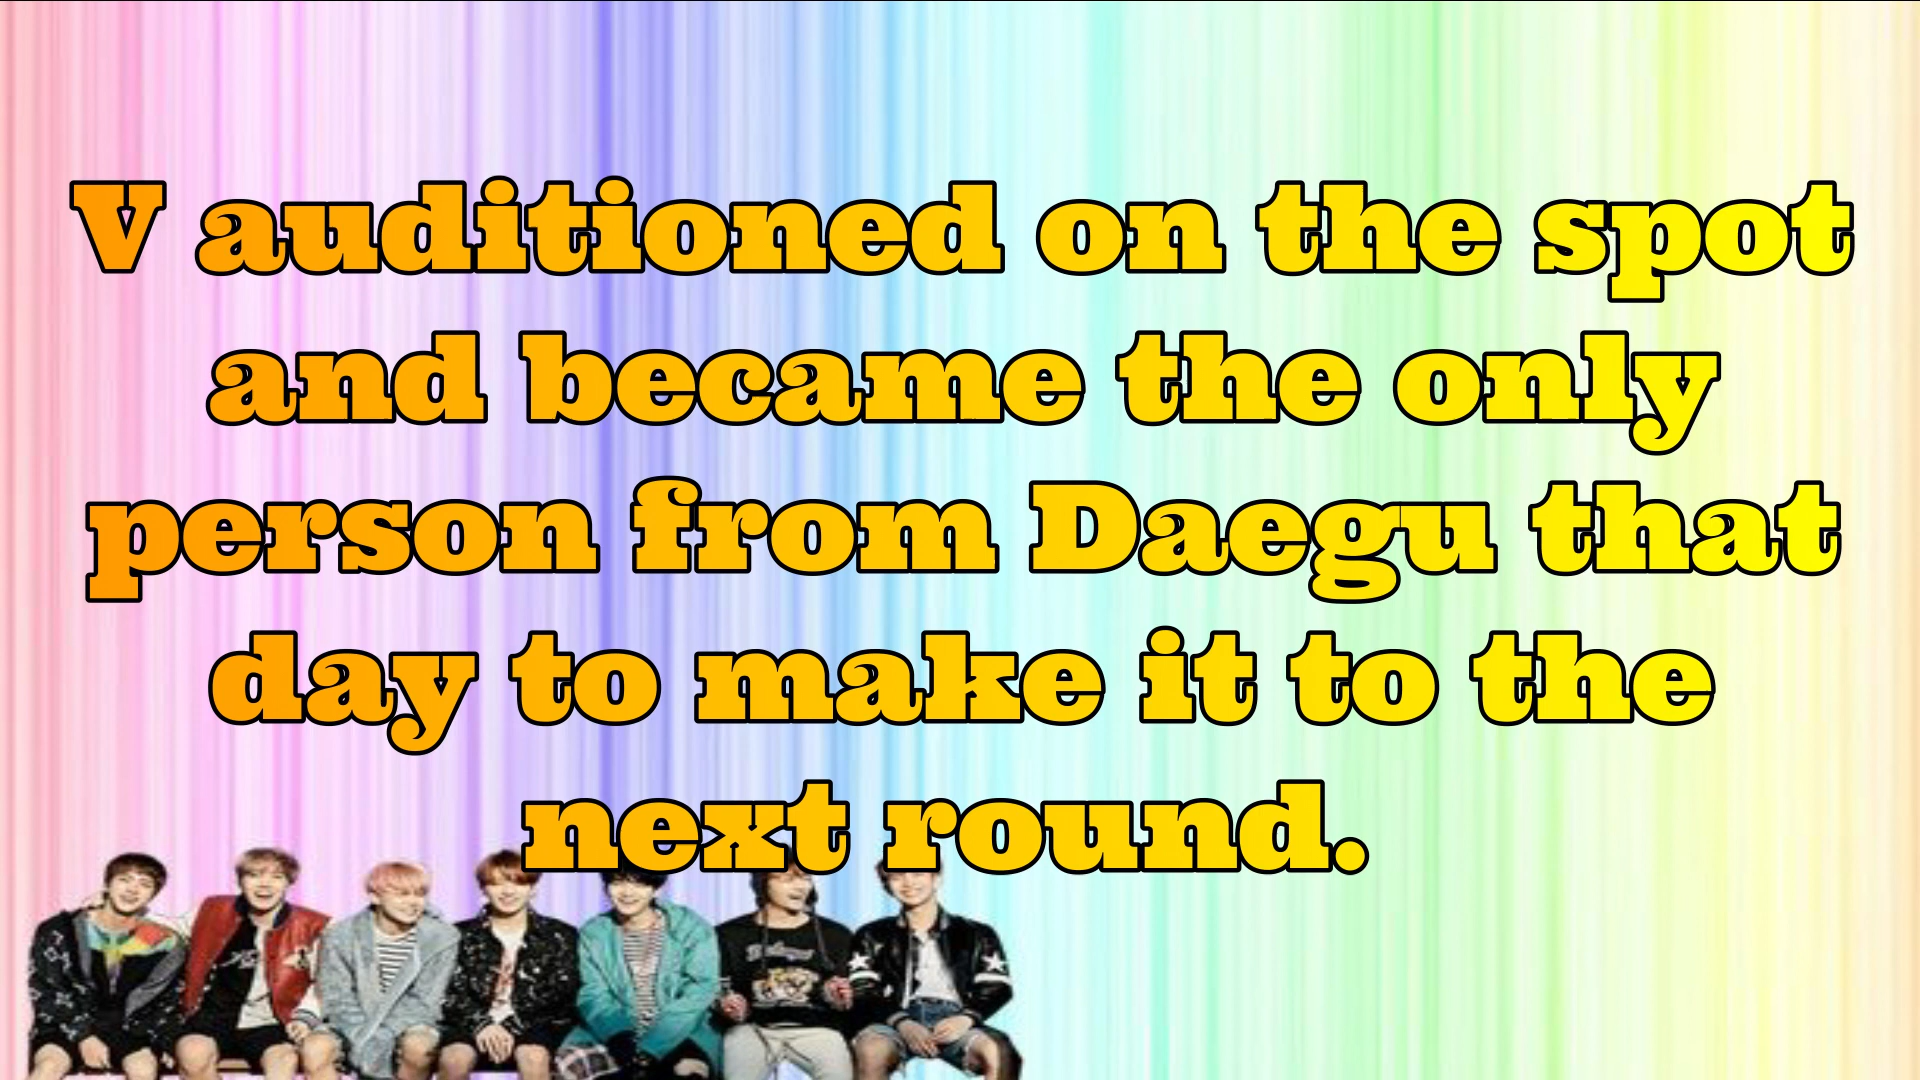 V auditioned on the spot
and became the only
person from Daegu that
day to make it to the
next round.